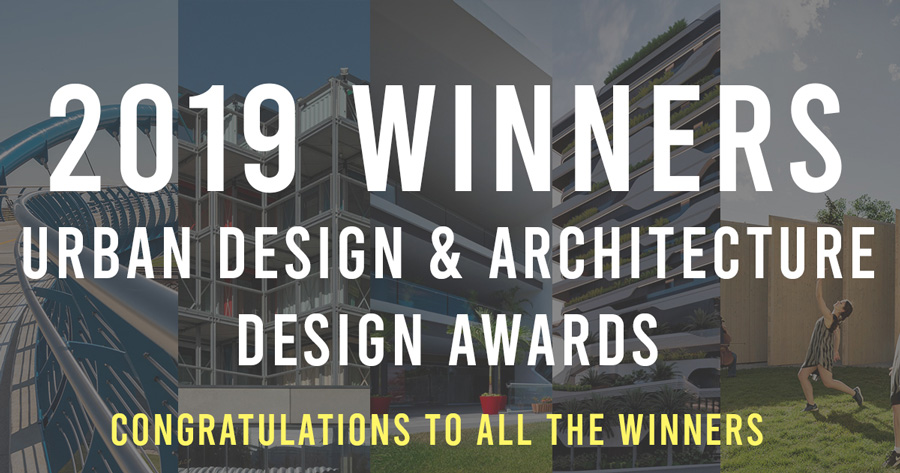 2019 WINNERS
URBAN DESIGN & ARCHITECTURE
DESIGN AWARDS
CONGRATULATIONS TO ALL THE WINNERS